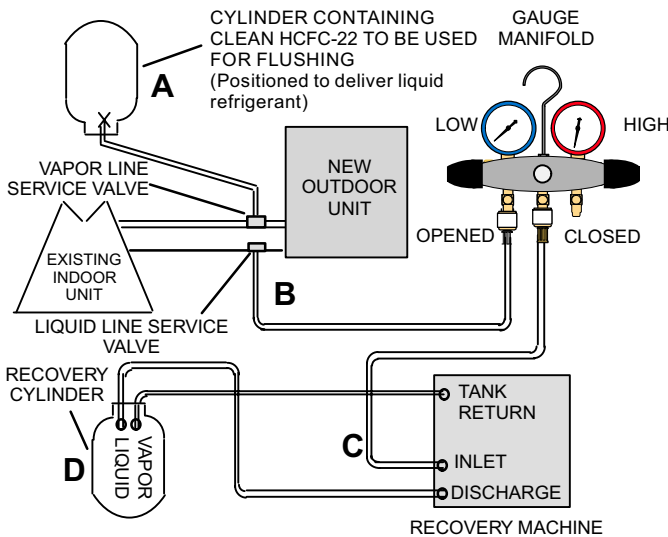 CYLINDER CONTAINING
CLEAN HCFC-22 TO BE USED
FOR FLUSHING
(Positioned to deliver liquid
refrigerant)
A
GAUGE
MANIFOLD
LOW
HIGH
VAPOR LINE
SERVICE VALVE
NEW
OUTDOOR
UNIT
OPENED
CLOSED
EXISTING
INDOOR
UNIT
B
LIQUID LINE SERVICE
VALVE
RECOVERY
CYLINDER
TANK
RETURN
C
D
LIQUID
VAPOR
INLET
DISCHARGE
RECOVERY MACHINE